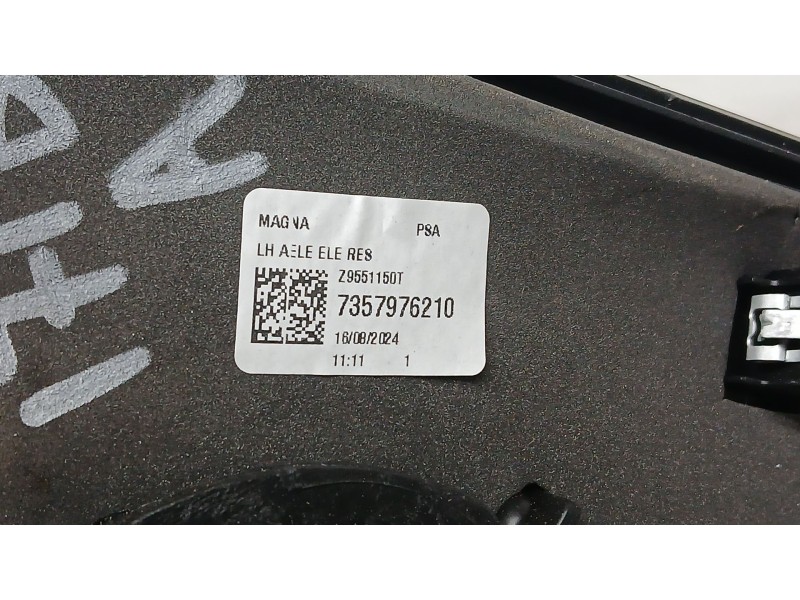 MAGNA PSA
LH AELE ELE RES
Z9551150T
7357976210
16/08/2024
11:11 1